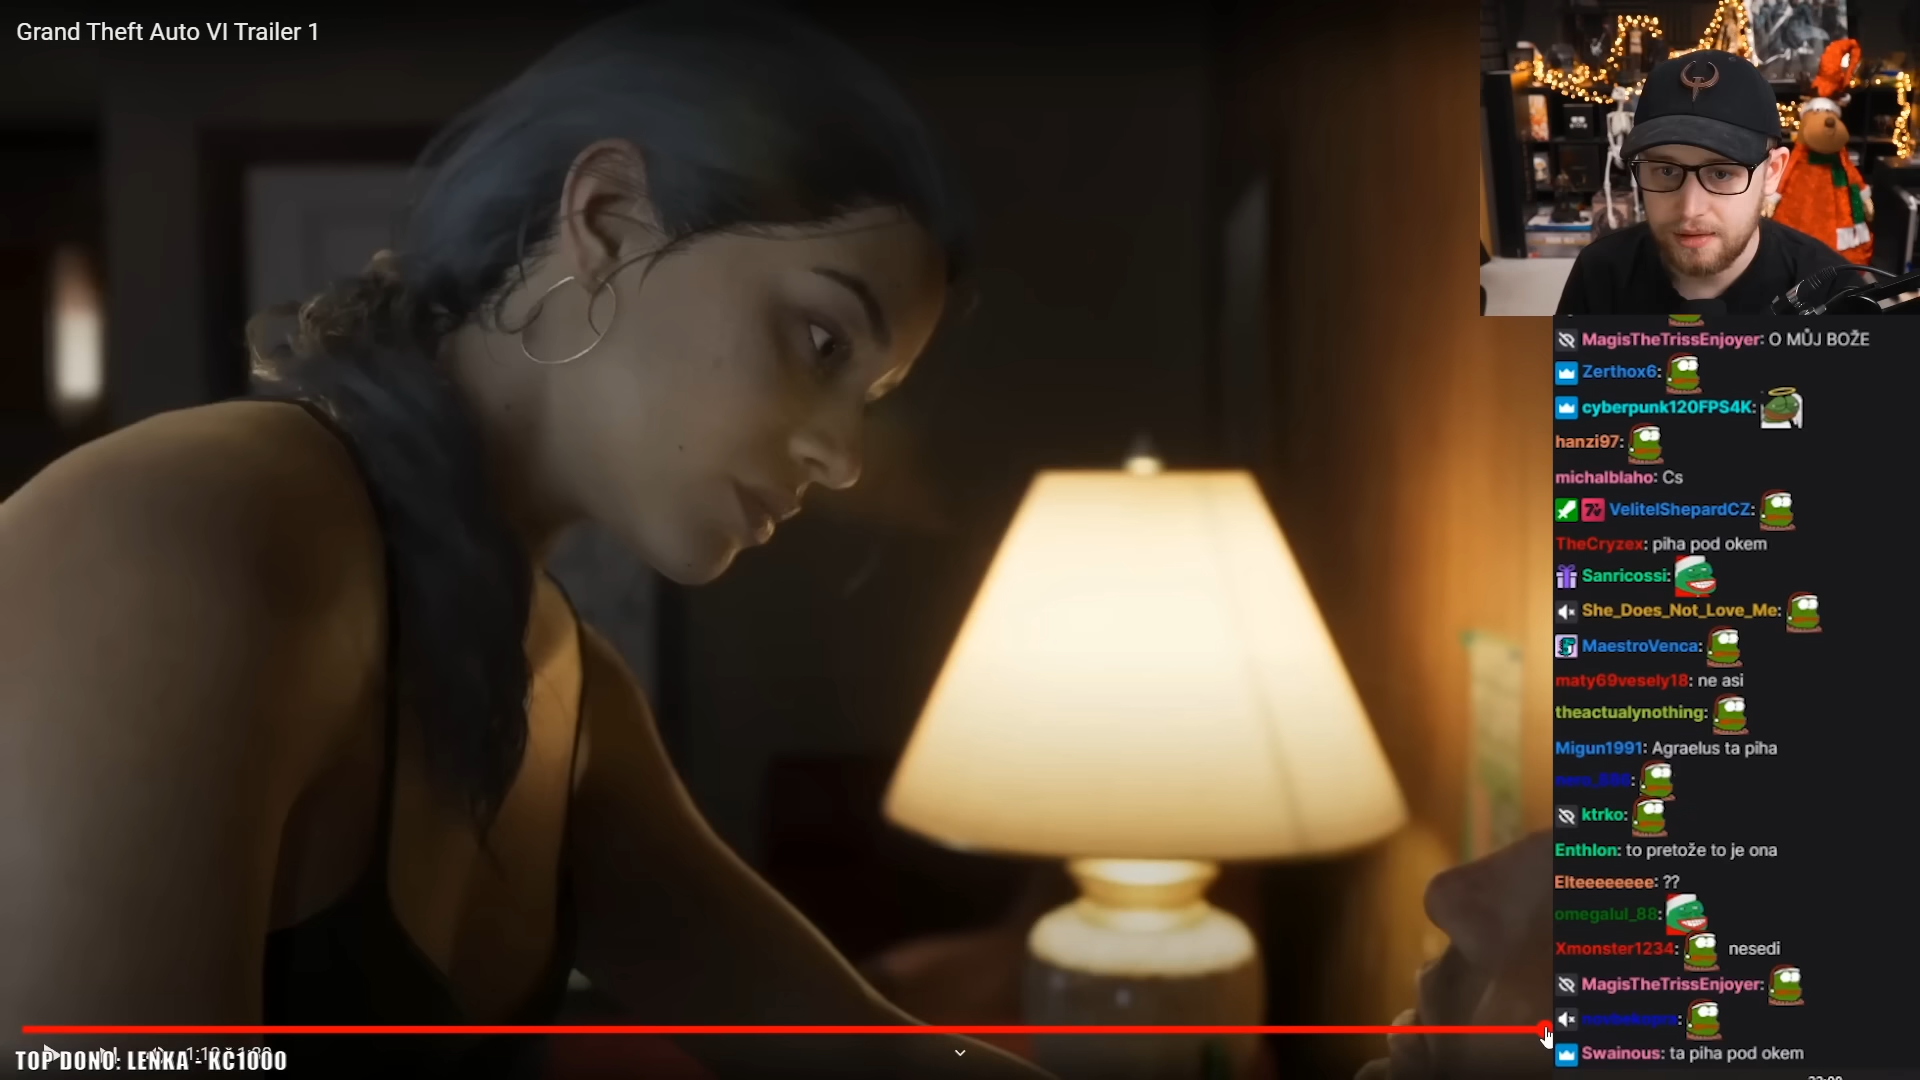 Grand Theft Auto VI Trailer 1
MagisTheTrissEnjoyer: O MŮJ BOŽE
Zerthox6:
cyberpunk120FPS4K:
hanzi97:
michalblaho: Cs
VelitelShepardCZ:
TheCryzex: piha pod okem
Sanricossi:
She_Does_Not_Love_Me:
MaestroVenca:
maty69vesely18: ne asi
theactualynothing:
Migun1991: Agraelus ta piha
ktrko:
Enthlon: to pretože to je ona
Elteeeeeeee: ??
omegalul_88:
Xmonster1234: nesedi
MagisTheTrissEnjoyer:
Swainous: ta piha pod okem
TOP DONO: LENKA - KC1000